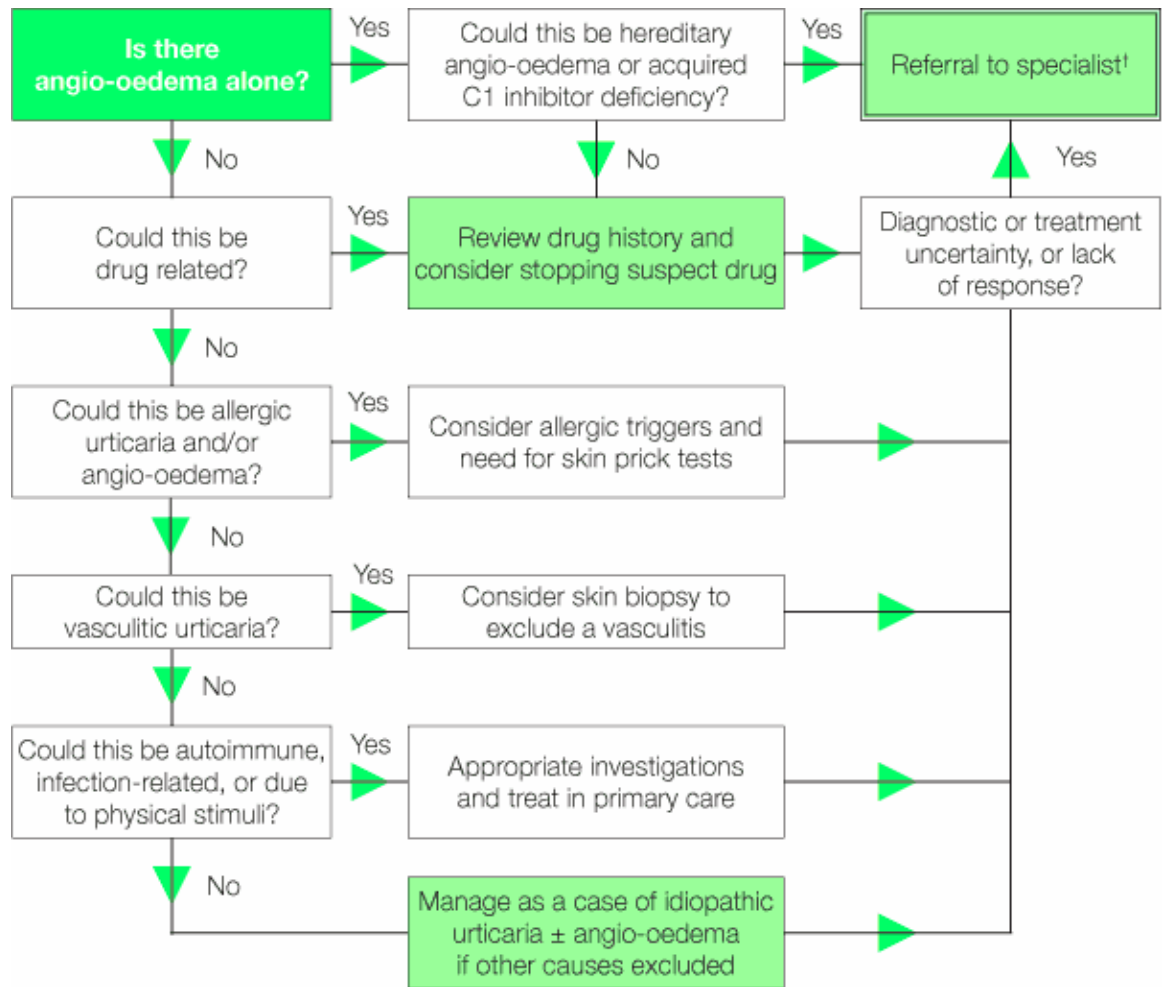 Is there
angio-oedema alone?
Yes
Could this be hereditary
angio-oedema or acquired
C1 inhibitor deficiency?
Yes
Referral to specialist†
No
No
Yes
Could this be
drug related?
Yes
Review drug history and
consider stopping suspect drug
Diagnostic or treatment
uncertainty, or lack
of response?
No
Could this be allergic
urticaria and/or
angio-oedema?
Yes
Consider allergic triggers and
need for skin prick tests
No
Could this be
vasculitic urticaria?
Yes
Consider skin biopsy to
exclude a vasculitis
No
Could this be autoimmune,
infection-related, or due
to physical stimuli?
Yes
Appropriate investigations
and treat in primary care
No
Manage as a case of idiopathic
urticaria ± angio-oedema
if other causes excluded